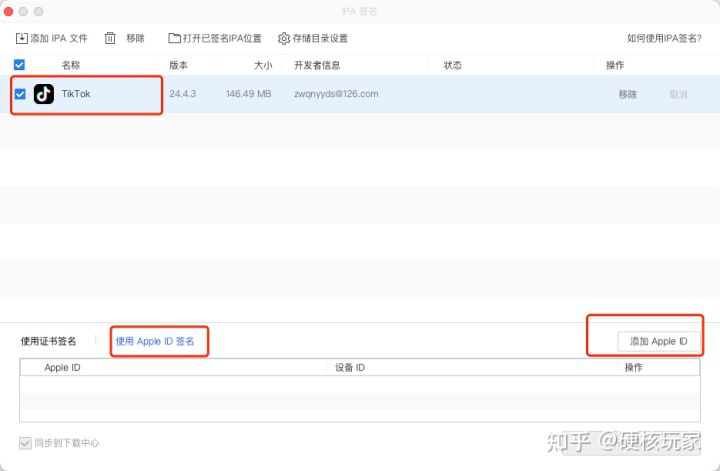 IPA 签名
添加 IPA 文件 移除 打开已签名IPA位置 存储目录设置 如何使用IPA签名?
名称 版本 大小 开发者信息 状态 操作
TikTok 24.4.3 146.49 MB zwqnyyds@126.com 移除 取消
使用证书签名 使用 Apple ID 签名 添加 Apple ID
Apple ID 设备 ID 操作
同步到下载中心
知乎 @硬核玩家